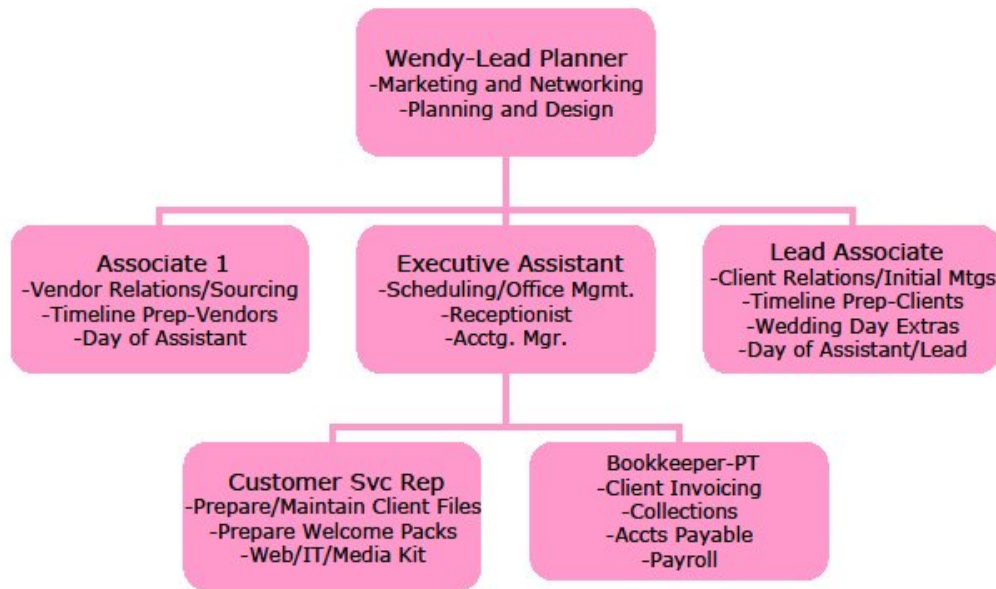 Wendy-Lead Planner
-Marketing and Networking
-Planning and Design
Associate 1
-Vendor Relations/Sourcing
-Timeline Prep-Vendors
-Day of Assistant
Executive Assistant
-Scheduling/Office Mgmt.
-Receptionist
-Acctg. Mgr.
Lead Associate
-Client Relations/Initial Mtgs
-Timeline Prep-Clients
-Wedding Day Extras
-Day of Assistant/Lead
Customer Svc Rep
-Prepare/Maintain Client Files
-Prepare Welcome Packs
-Web/IT/Media Kit
Bookkeeper-PT
-Client Invoicing
-Collections
-Accts Payable
-Payroll